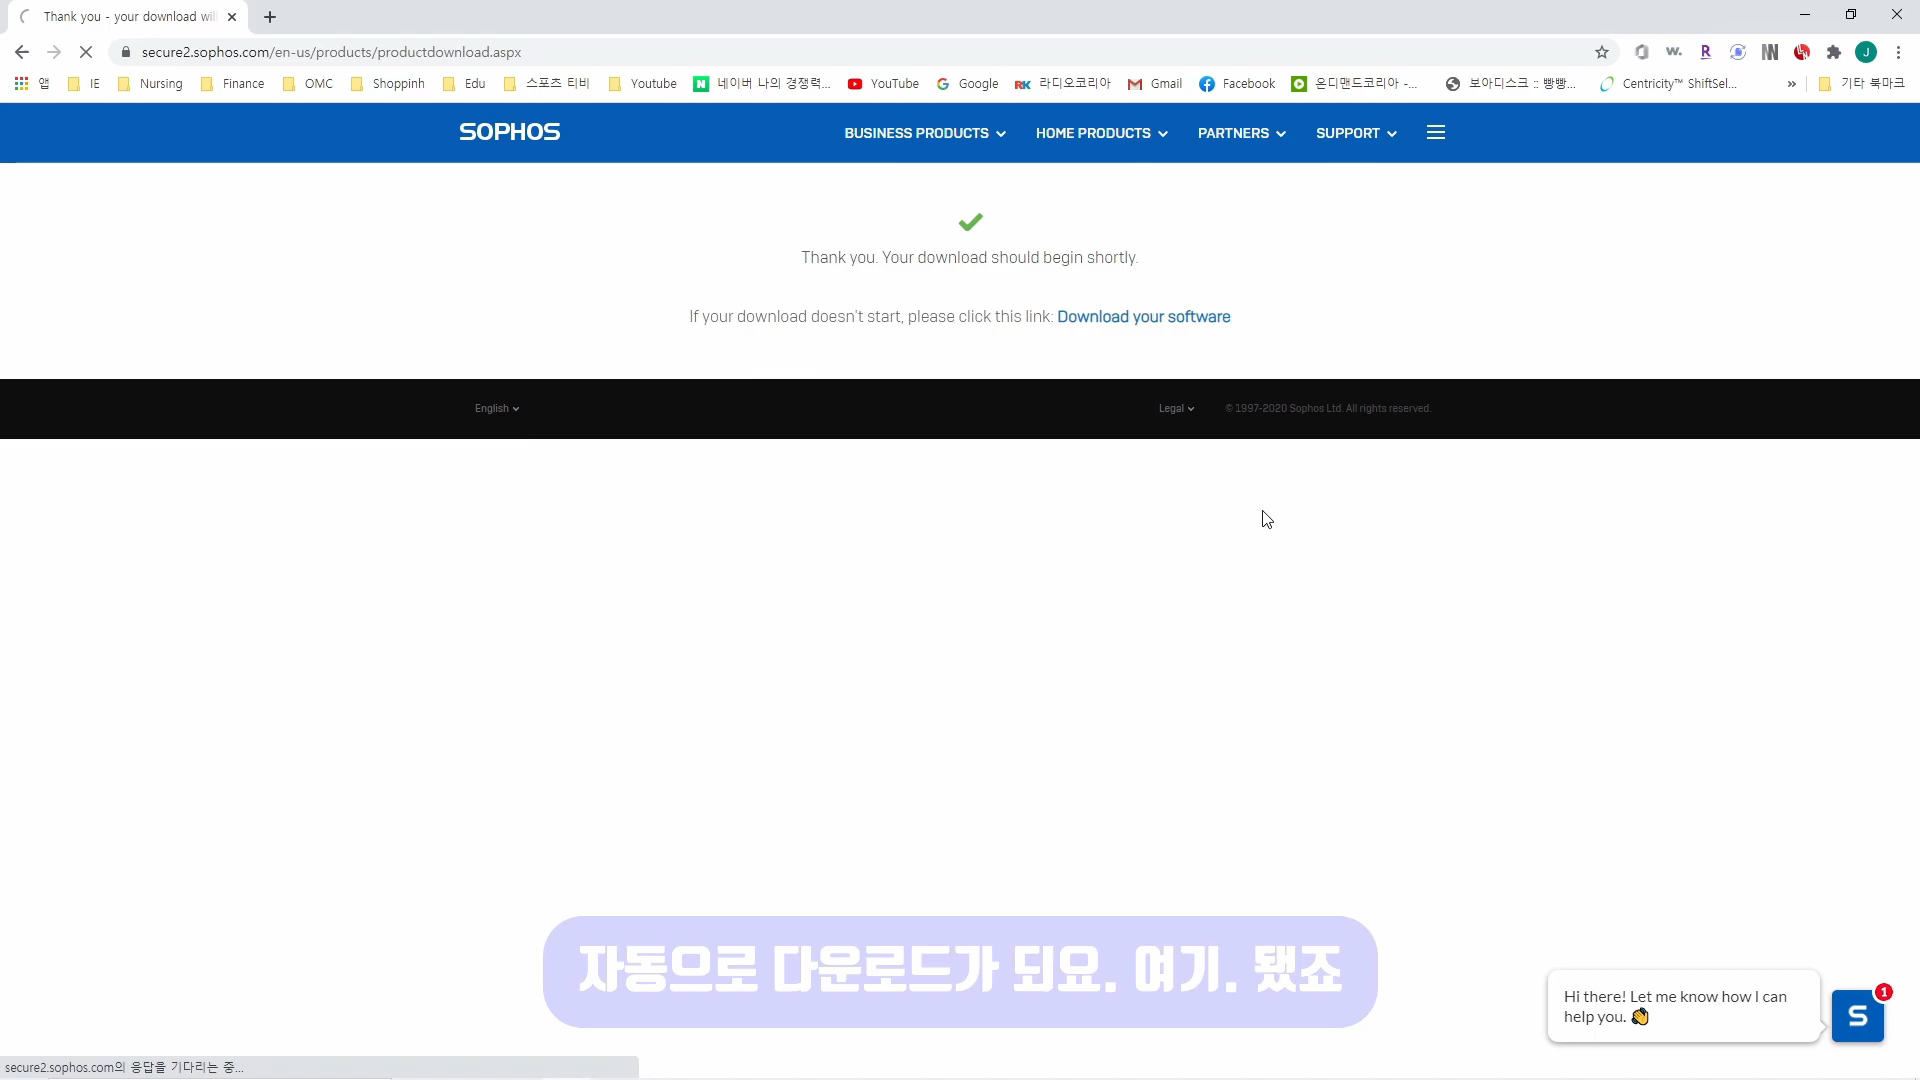 Thank you - your download wil
secure2.sophos.com/en-us/products/productdownload.aspx
앱 IE Nursing Finance OMC Shoppinh Edu 스포츠 티비 Youtube 네이버 나의 경쟁력... YouTube Google 라디오코리아 Gmail Facebook 온디맨드코리아 -... 보아디스크 :: 빵빵... Centricity™ ShiftSel... » 기타 북마크
SOPHOS BUSINESS PRODUCTS HOME PRODUCTS PARTNERS SUPPORT
Thank you. Your download should begin shortly.
If your download doesn't start, please click this link: Download your software
English Legal © 1997-2020 Sophos Ltd. All rights reserved.
자동으로 다운로드가 되요. 여기. 됐죠
Hi there! Let me know how I can
help you. 👋
S 1
secure2.sophos.com의 응답을 기다리는 중...